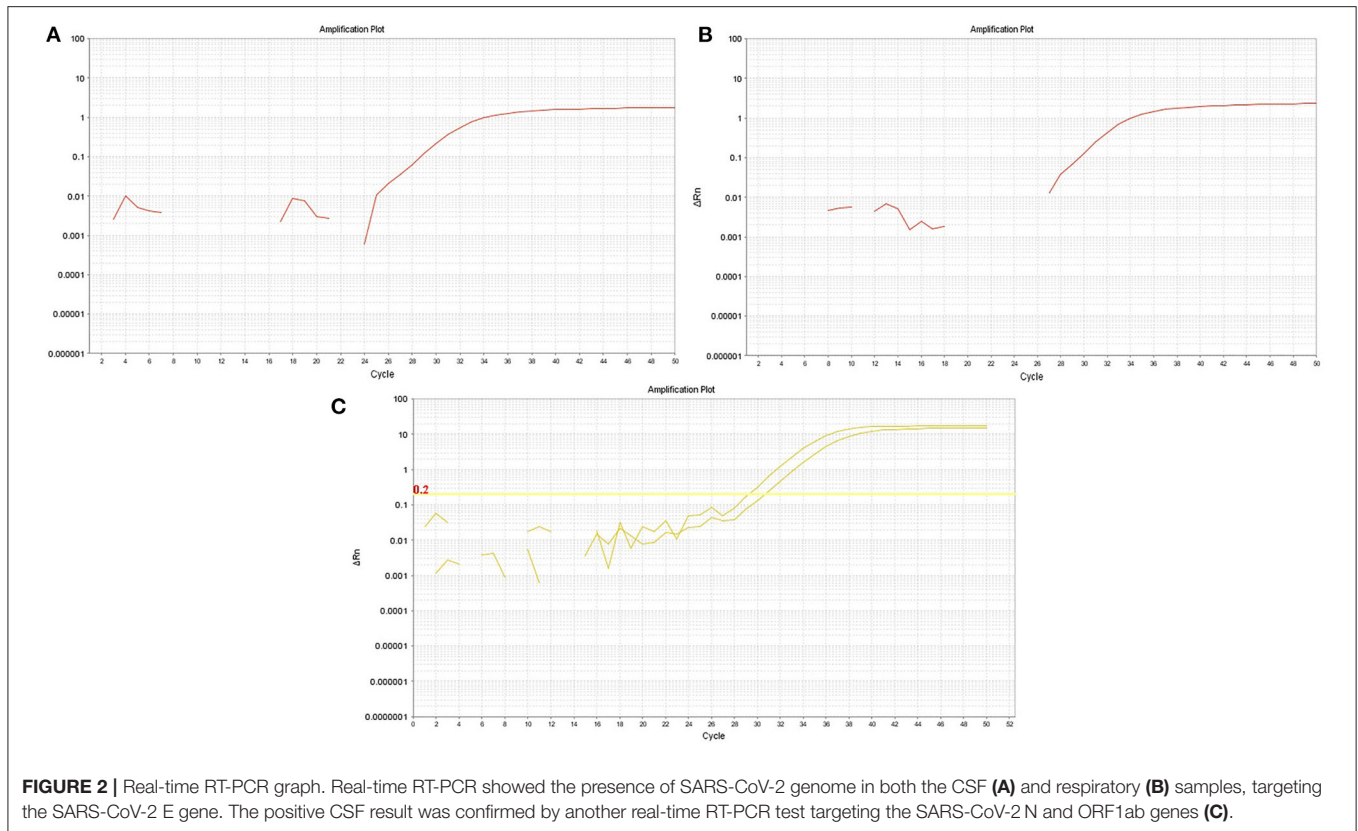 A
Amplification Plot
100
10
1
0.1
0.01
0.001
0.0001
0.00001
0.000001
2 4 6 8 10 12 14 16 18 20 22 24 26 28 30 32 34 36 38 40 42 44 46 48 50
Cycle
B
Amplification Plot
100
10
1
0.1
0.01
0.001
0.0001
0.00001
0.000001
ΔRn
2 4 6 8 10 12 14 16 18 20 22 24 26 28 30 32 34 36 38 40 42 44 46 48 50
Cycle
C
Amplification Plot
100
10
1
0.2
0.1
0.01
0.001
0.0001
0.00001
0.000001
0.0000001
ΔRn
0 2 4 6 8 10 12 14 16 18 20 22 24 26 28 30 32 34 36 38 40 42 44 46 48 50 52
Cycle
FIGURE 2 | Real-time RT-PCR graph. Real-time RT-PCR showed the presence of SARS-CoV-2 genome in both the CSF (A) and respiratory (B) samples, targeting
the SARS-CoV-2 E gene. The positive CSF result was confirmed by another real-time RT-PCR test targeting the SARS-CoV-2 N and ORF1ab genes (C).